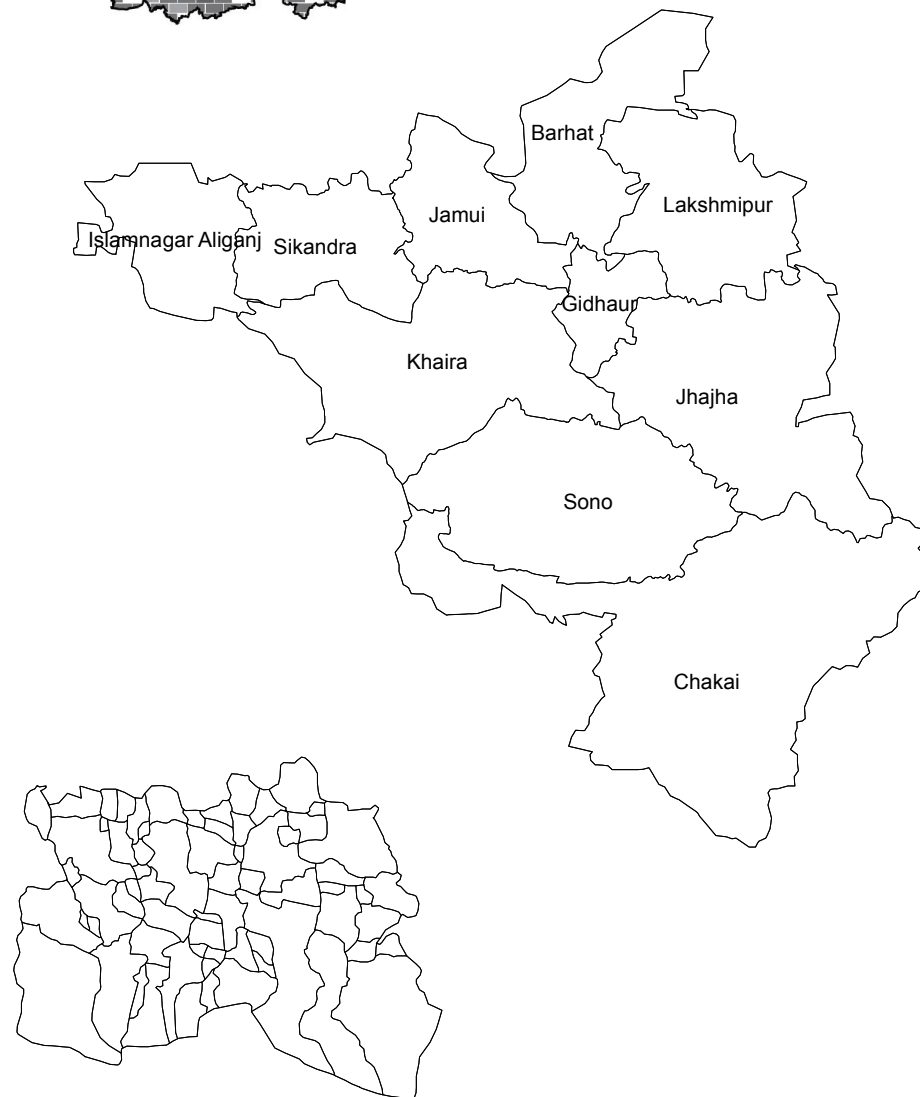 Barhat
Lakshmipur
Jamui
Islamnagar Aliganj
Sikandra
Gidhaur
Khaira
Jhajha
Sono
Chakai